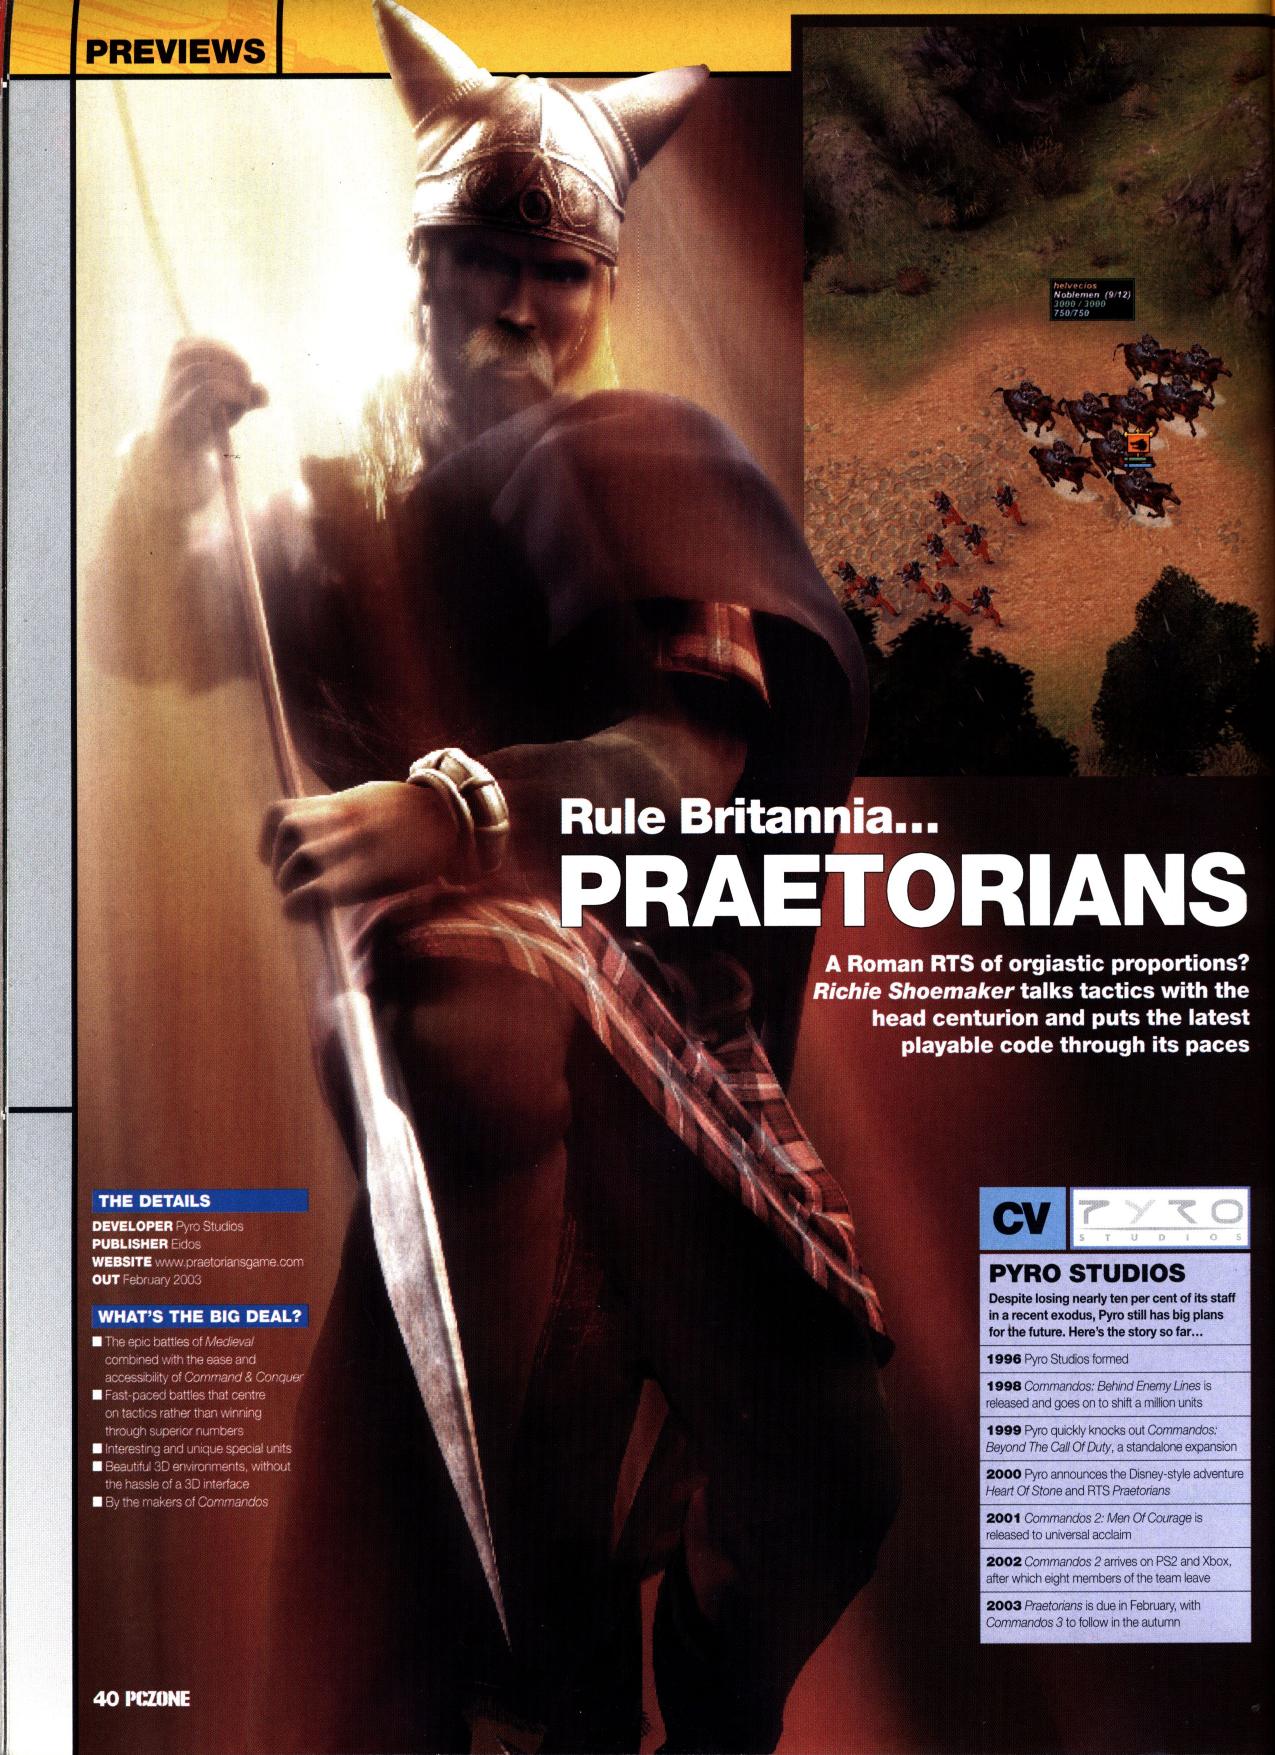 PREVIEWS
helvecios
Noblemen (9/12)
3000 / 3000
750/750
Rule Britannia...
PRAETORIANS
A Roman RTS of orgiastic proportions?
Richie Shoemaker talks tactics with the
head centurion and puts the latest
playable code through its paces
THE DETAILS
DEVELOPER Pyro Studios
PUBLISHER Eidos
WEBSITE www.praetoriansgame.com
OUT February 2003
WHAT'S THE BIG DEAL?
The epic battles of Medieval
combined with the ease and
accessibility of Command & Conquer
Fast-paced battles that centre
on tactics rather than winning
through superior numbers
Interesting and unique special units
Beautiful 3D environments, without
the hassle of a 3D interface
By the makers of Commandos
CV
PYRO
STUDIOS
PYRO STUDIOS
Despite losing nearly ten per cent of its staff
in a recent exodus, Pyro still has big plans
for the future. Here's the story so far...
1996 Pyro Studios formed
1998 Commandos: Behind Enemy Lines is
released and goes on to shift a million units
1999 Pyro quickly knocks out Commandos:
Beyond The Call Of Duty, a standalone expansion
2000 Pyro announces the Disney-style adventure
Heart Of Stone and RTS Praetorians
2001 Commandos 2: Men Of Courage is
released to universal acclaim
2002 Commandos 2 arrives on PS2 and Xbox,
after which eight members of the team leave
2003 Praetorians is due in February, with
Commandos 3 to follow in the autumn
40 PCZONE